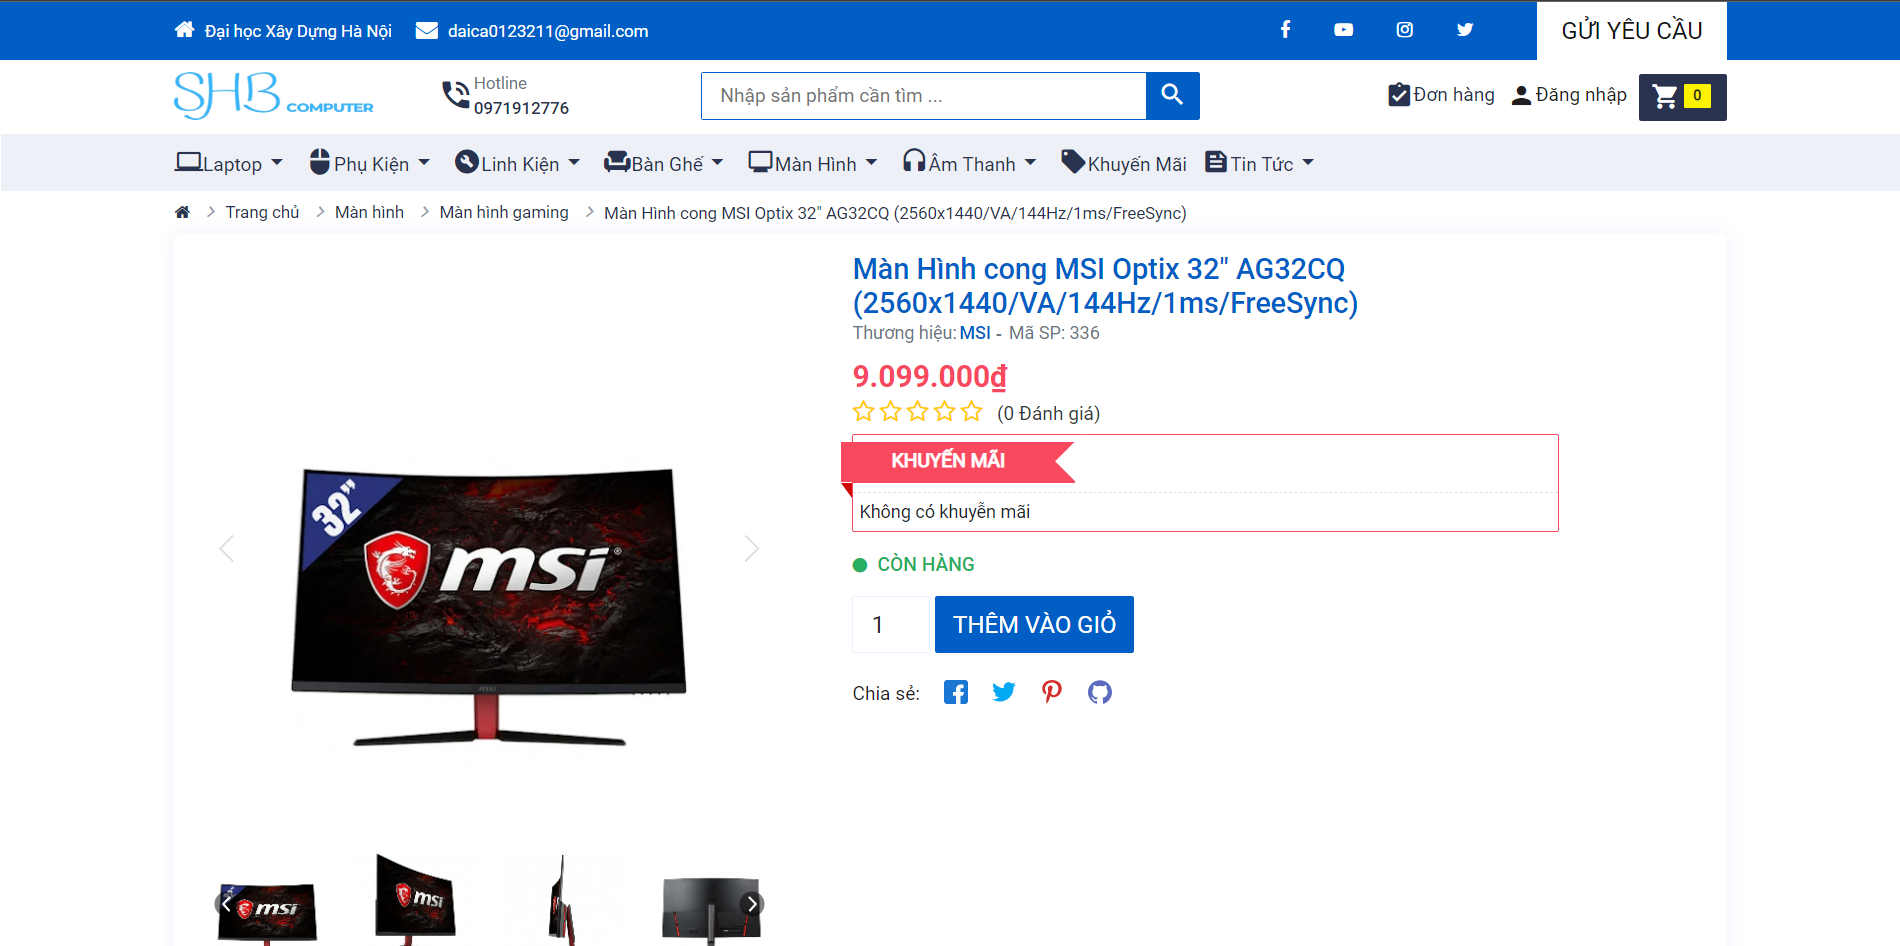 Đại học Xây Dựng Hà Nội
daica0123211@gmail.com
GỬI YÊU CẦU
SHB COMPUTER
Hotline
0971912776
Nhập sản phẩm cần tìm ...
Đơn hàng
Đăng nhập
0
Laptop
Phụ Kiện
Linh Kiện
Bàn Ghế
Màn Hình
Âm Thanh
Khuyến Mãi
Tin Tức
Trang chủ
Màn hình
Màn hình gaming
Màn Hình cong MSI Optix 32" AG32CQ (2560x1440/VA/144Hz/1ms/FreeSync)
Màn Hình cong MSI Optix 32" AG32CQ
(2560x1440/VA/144Hz/1ms/FreeSync)
Thương hiệu: MSI - Mã SP: 336
9.099.000₫
(0 Đánh giá)
KHUYẾN MÃI
Không có khuyễn mãi
CÒN HÀNG
1
THÊM VÀO GIỎ
Chia sẻ:
32"
msi
msi
msi
msi